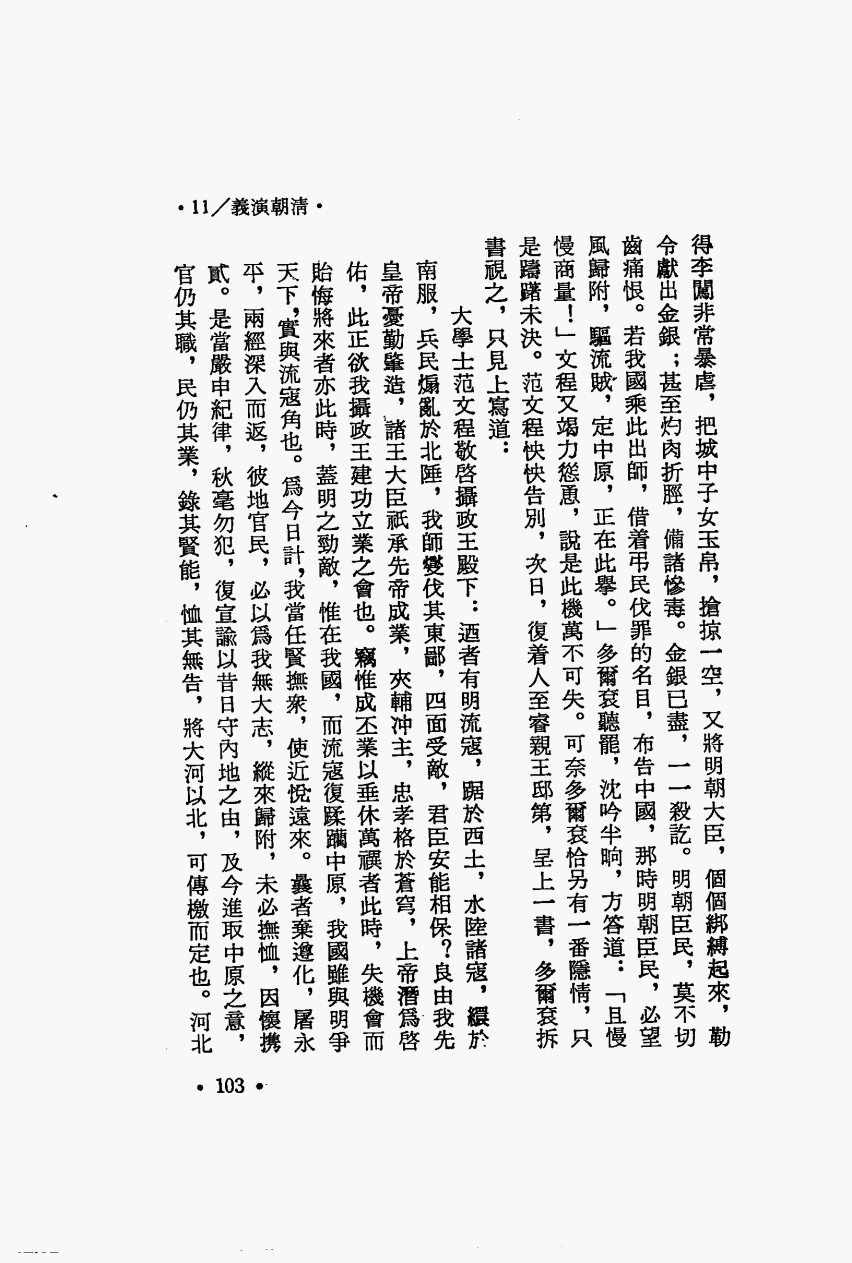 •11/義演朝清•
得李闖非常暴虐，把城中子女玉帛，搶掠一空，又將明朝大臣，個個綁縛起來，勒
令獻出金銀；甚至灼肉折脛，備諸慘毒。金銀已盡，一一殺訖。明朝臣民，莫不切
齒痛恨。若我國乘此出師，借着弔民伐罪的名目，布告中國，那時明朝臣民，必望
風歸附，驅流賊，定中原，正在此舉。」多爾袞聽罷，沈吟半晌，方答道：「且慢
慢商量！」文程又竭力慫恿，說是此機萬不可失。可奈多爾袞恰另有一番隱情，只
是躊躇未決。范文程怏怏告別，次日，復着人至睿親王邸第，呈上一書，多爾袞拆
書視之，只見上寫道：
大學士范文程敬啓攝政王殿下：迺者有明流寇，踞於西土，水陸諸寇，繯於
南服，兵民煽亂於北陲，我師燮伐其東鄙，四面受敵，君臣安能相保？良由我先
皇帝憂勤肇造，諸王大臣祇承先帝成業，夾輔冲主，忠孝格於蒼穹，上帝潛爲啓
佑，此正欲我攝政王建功立業之會也。竊惟成丕業以垂休萬禩者此時，失機會而
貽悔將來者亦此時，蓋明之勁敵，惟在我國，而流寇復蹂躪中原，我國雖與明爭
天下，實與流寇角也。爲今日計，我當任賢撫衆，使近悅遠來。曩者棄遵化，屠永
平，兩經深入而返，彼地官民，必以爲我無大志，縱來歸附，未必撫恤，因懷携
貳。是當嚴申紀律，秋毫勿犯，復宣諭以昔日守內地之由，及今進取中原之意，
官仍其職，民仍其業，錄其賢能，恤其無告，將大河以北，可傳檄而定也。河北
•103•